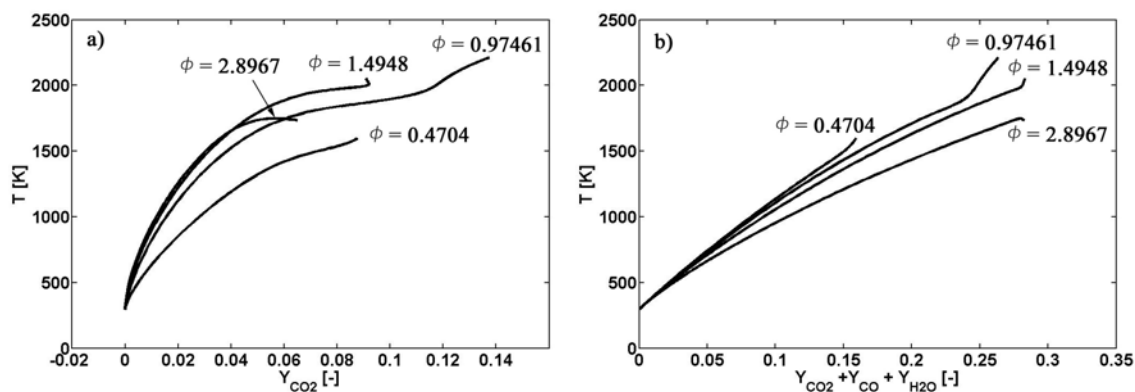 a)
2500
2000
1500
1000
500
0
T [K]
ϕ = 0.97461
ϕ = 1.4948
ϕ = 2.8967
ϕ = 0.4704
-0.02 0 0.02 0.04 0.06 0.08 0.10 0.12 0.14
Y_CO2 [-]
b)
2500
2000
1500
1000
500
0
T [K]
ϕ = 0.97461
ϕ = 1.4948
ϕ = 0.4704
ϕ = 2.8967
0 0.05 0.1 0.15 0.2 0.25 0.3 0.35
Y_CO2 +Y_CO + Y_H2O [-]